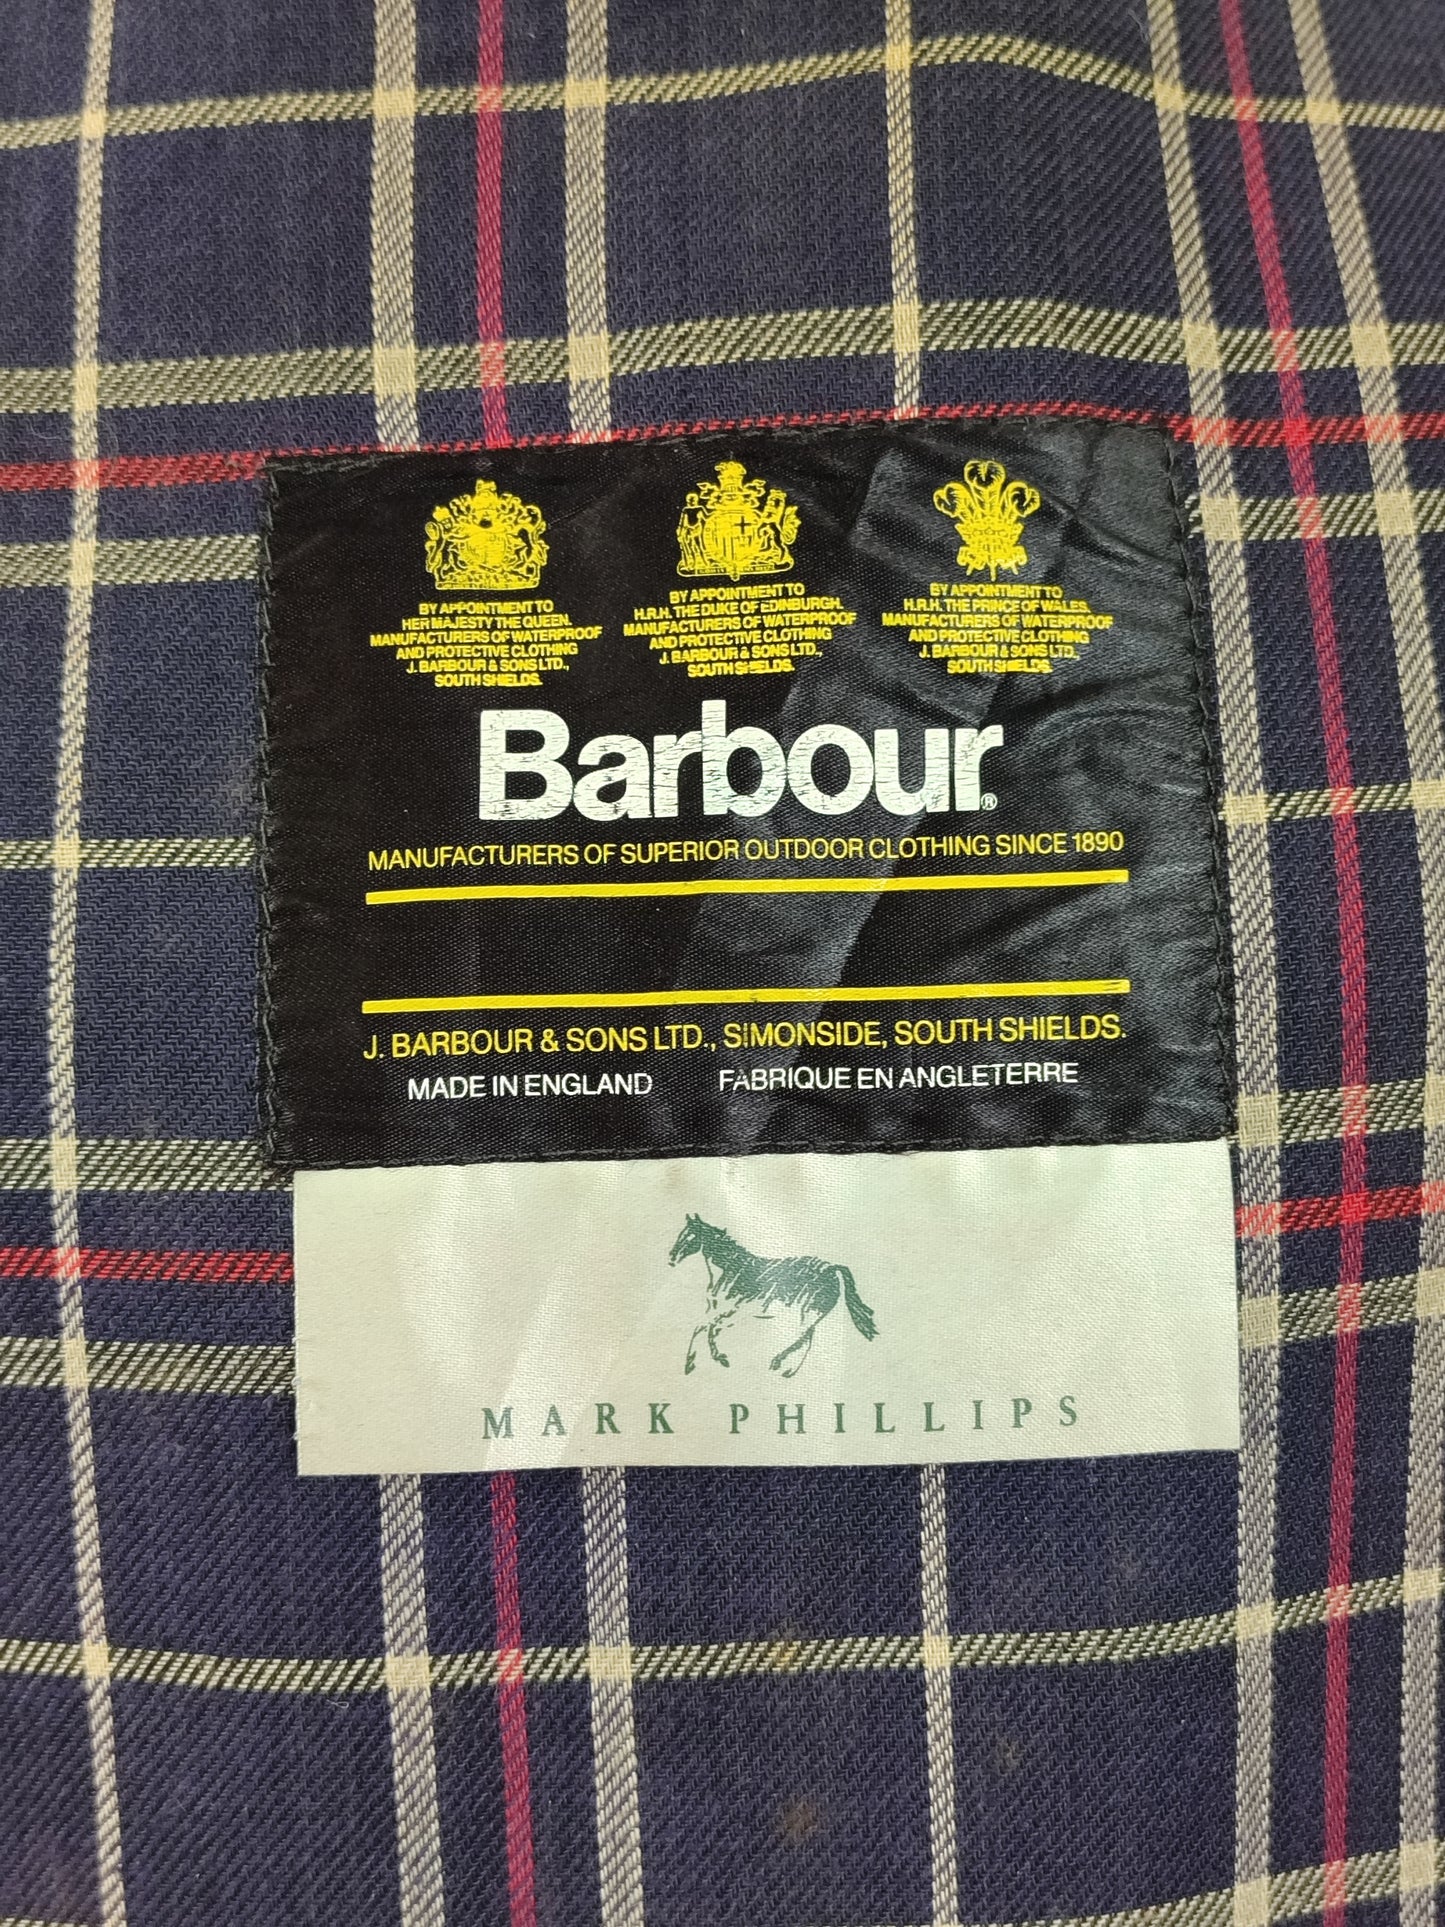 BY APPOINTMENT TO
HER MAJESTY THE QUEEN.
MANUFACTURERS OF WATERPROOF
AND PROTECTIVE CLOTHING
J. BARBOUR & SONS LTD.,
SOUTH SHIELDS.
BY APPOINTMENT TO
H.R.H. THE DUKE OF EDINBURGH.
MANUFACTURERS OF WATERPROOF
AND PROTECTIVE CLOTHING
J. BARBOUR & SONS LTD.,
SOUTH SHIELDS.
BY APPOINTMENT TO
H.R.H. THE PRINCE OF WALES.
MANUFACTURERS OF WATERPROOF
AND PROTECTIVE CLOTHING
J. BARBOUR & SONS LTD.,
SOUTH SHIELDS.
Barbour®
MANUFACTURERS OF SUPERIOR OUTDOOR CLOTHING SINCE 1890
J. BARBOUR & SONS LTD., SIMONSIDE, SOUTH SHIELDS.
MADE IN ENGLAND FABRIQUE EN ANGLETERRE
MARK PHILLIPS